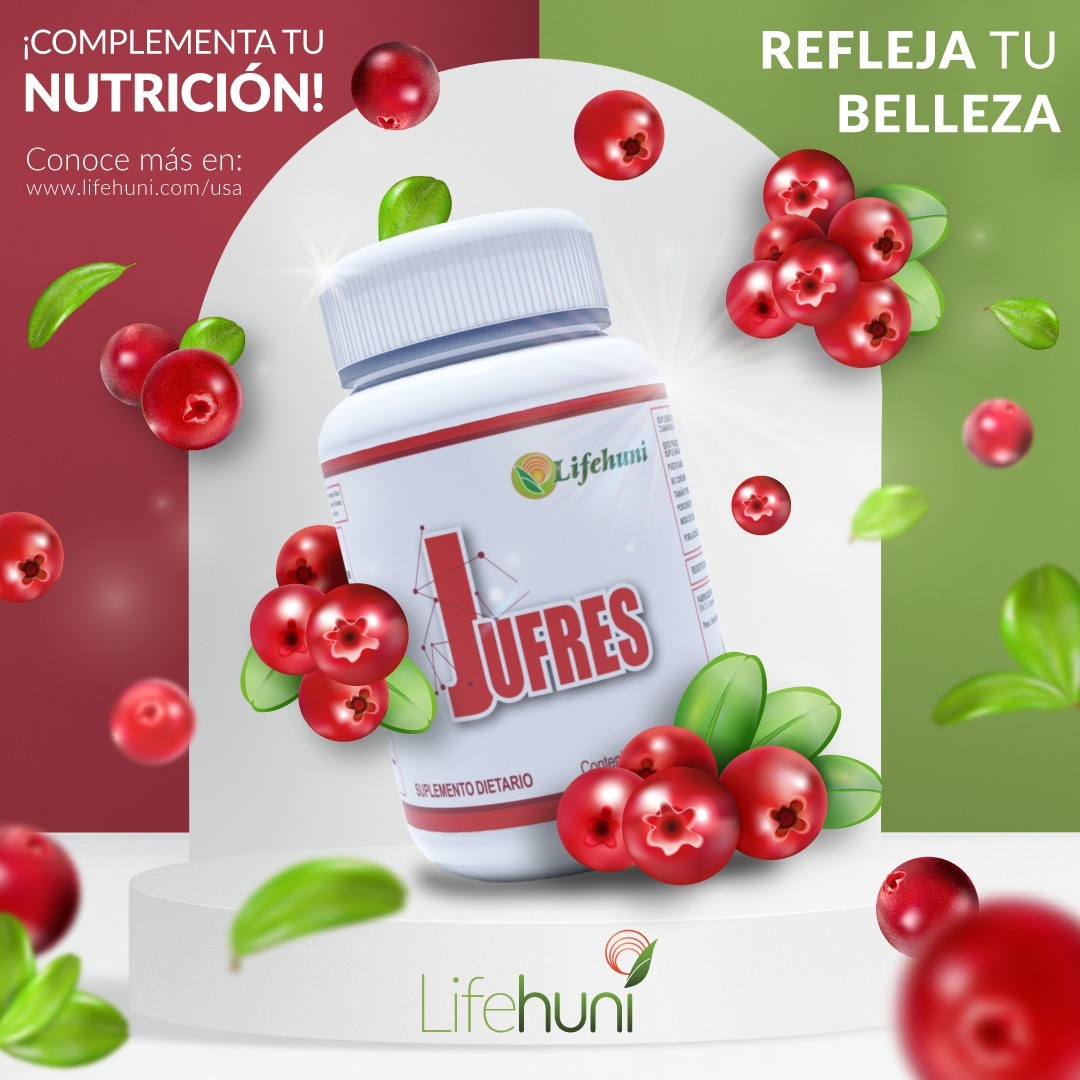 ¡COMPLEMENTA TU
NUTRICIÓN!
Conoce más en:
www.lifehuni.com/usa
REFLEJA TU
BELLEZA
Lifehuni
JUFRES
SUPLEMENTO DIETARIO
Lifehuni